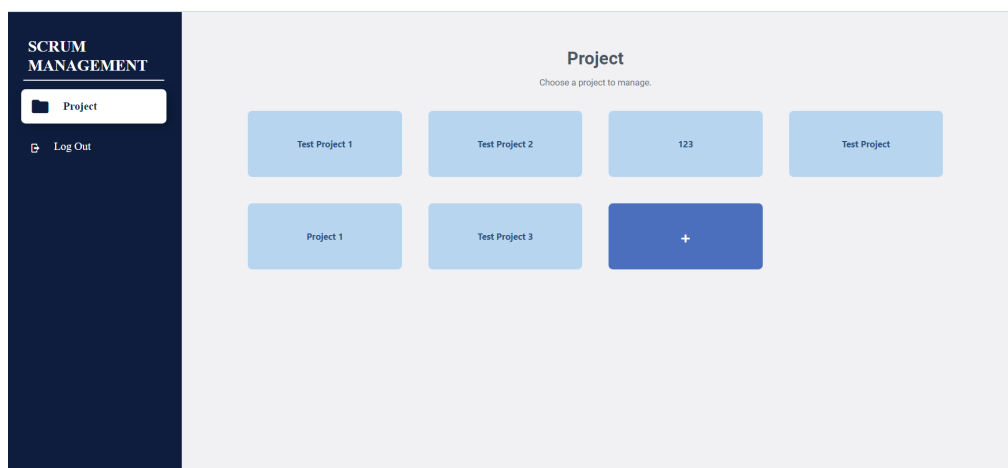 SCRUM
MANAGEMENT
Project
Log Out
Project
Choose a project to manage.
Test Project 1
Test Project 2
123
Test Project
Project 1
Test Project 3
+